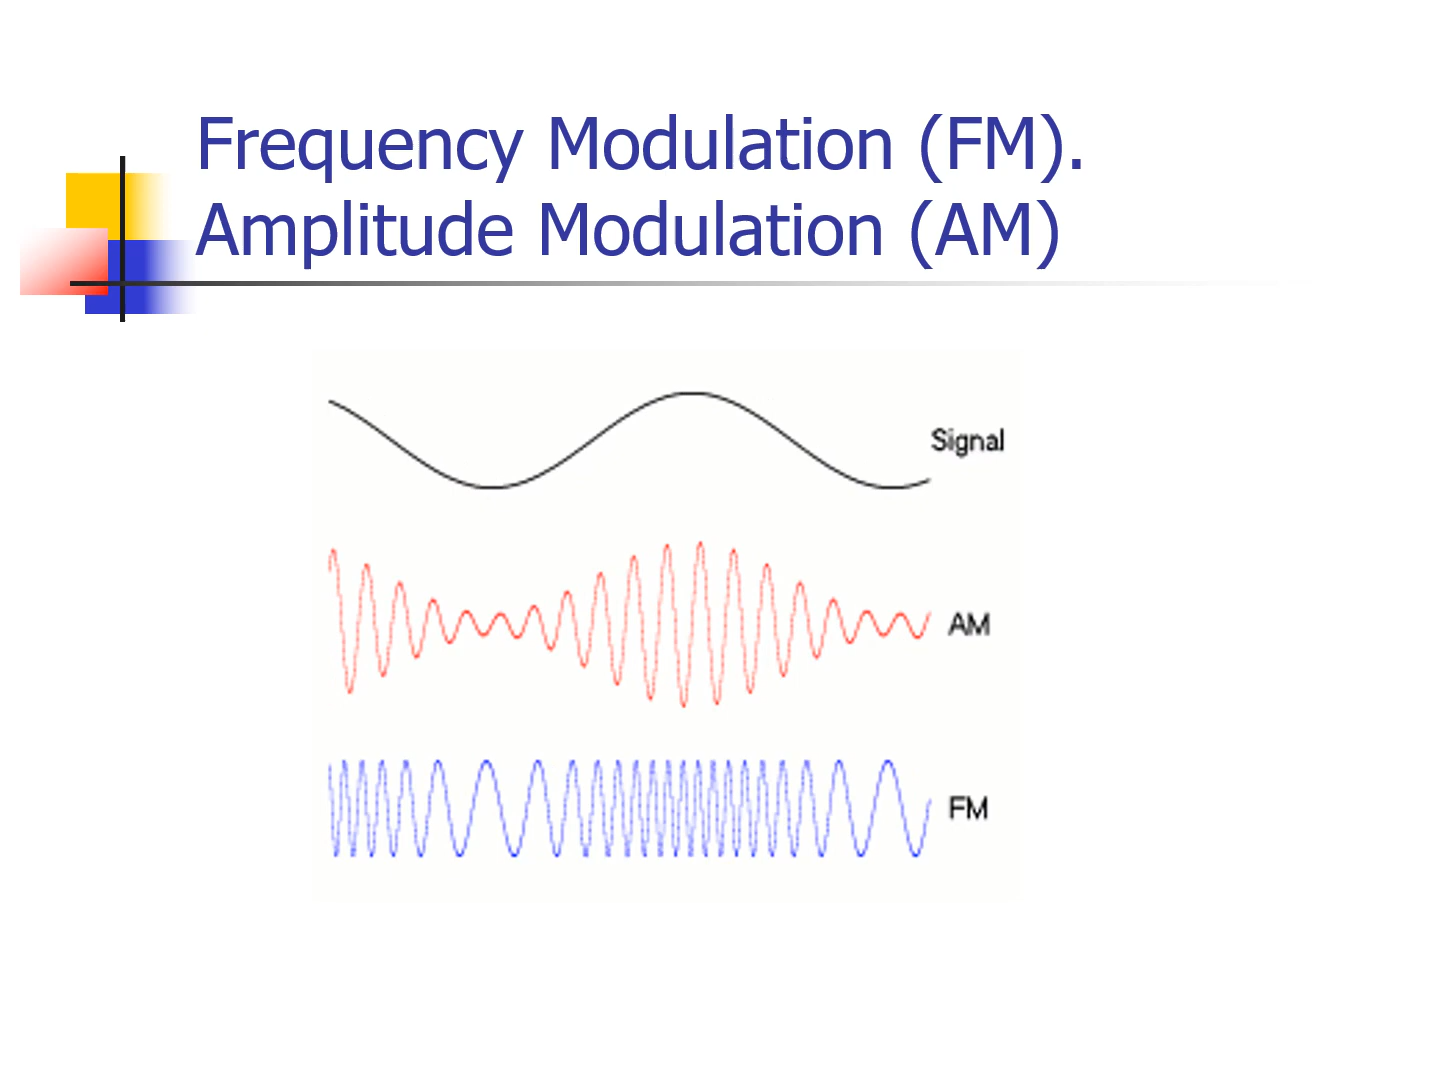 Frequency Modulation (FM).
Amplitude Modulation (AM)
Signal
AM
FM